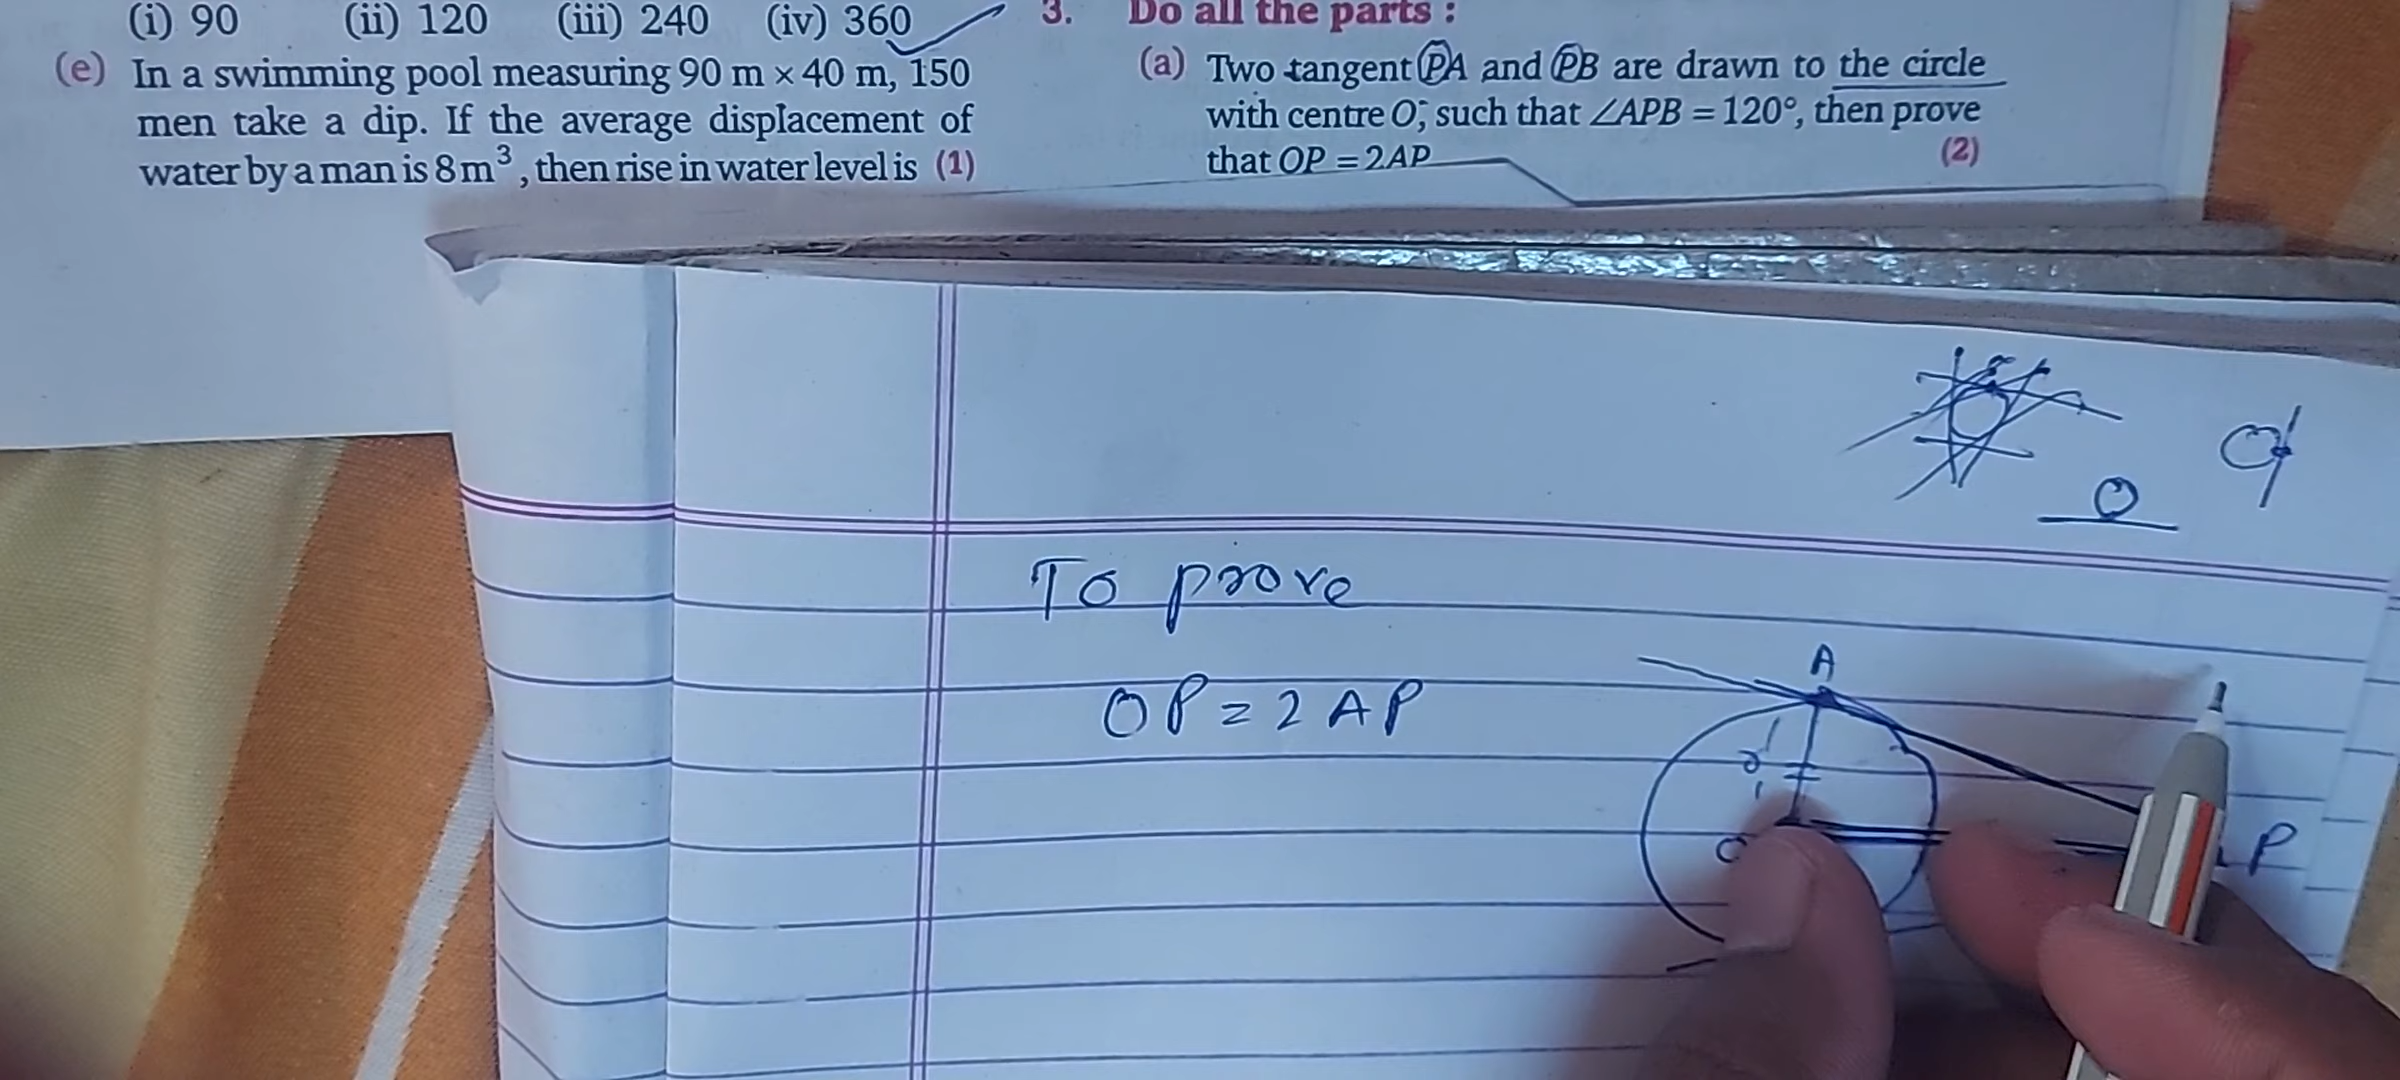 (i) 90 (ii) 120 (iii) 240 (iv) 360
(e) In a swimming pool measuring 90 m × 40 m, 150
men take a dip. If the average displacement of
water by a man is 8m³, then rise in water level is (1)
3. Do all the parts :
(a) Two tangent PA and PB are drawn to the circle
with centre O, such that ∠APB = 120°, then prove
that OP = 2AP (2)
To prove
OP = 2 AP
A
r
O
P